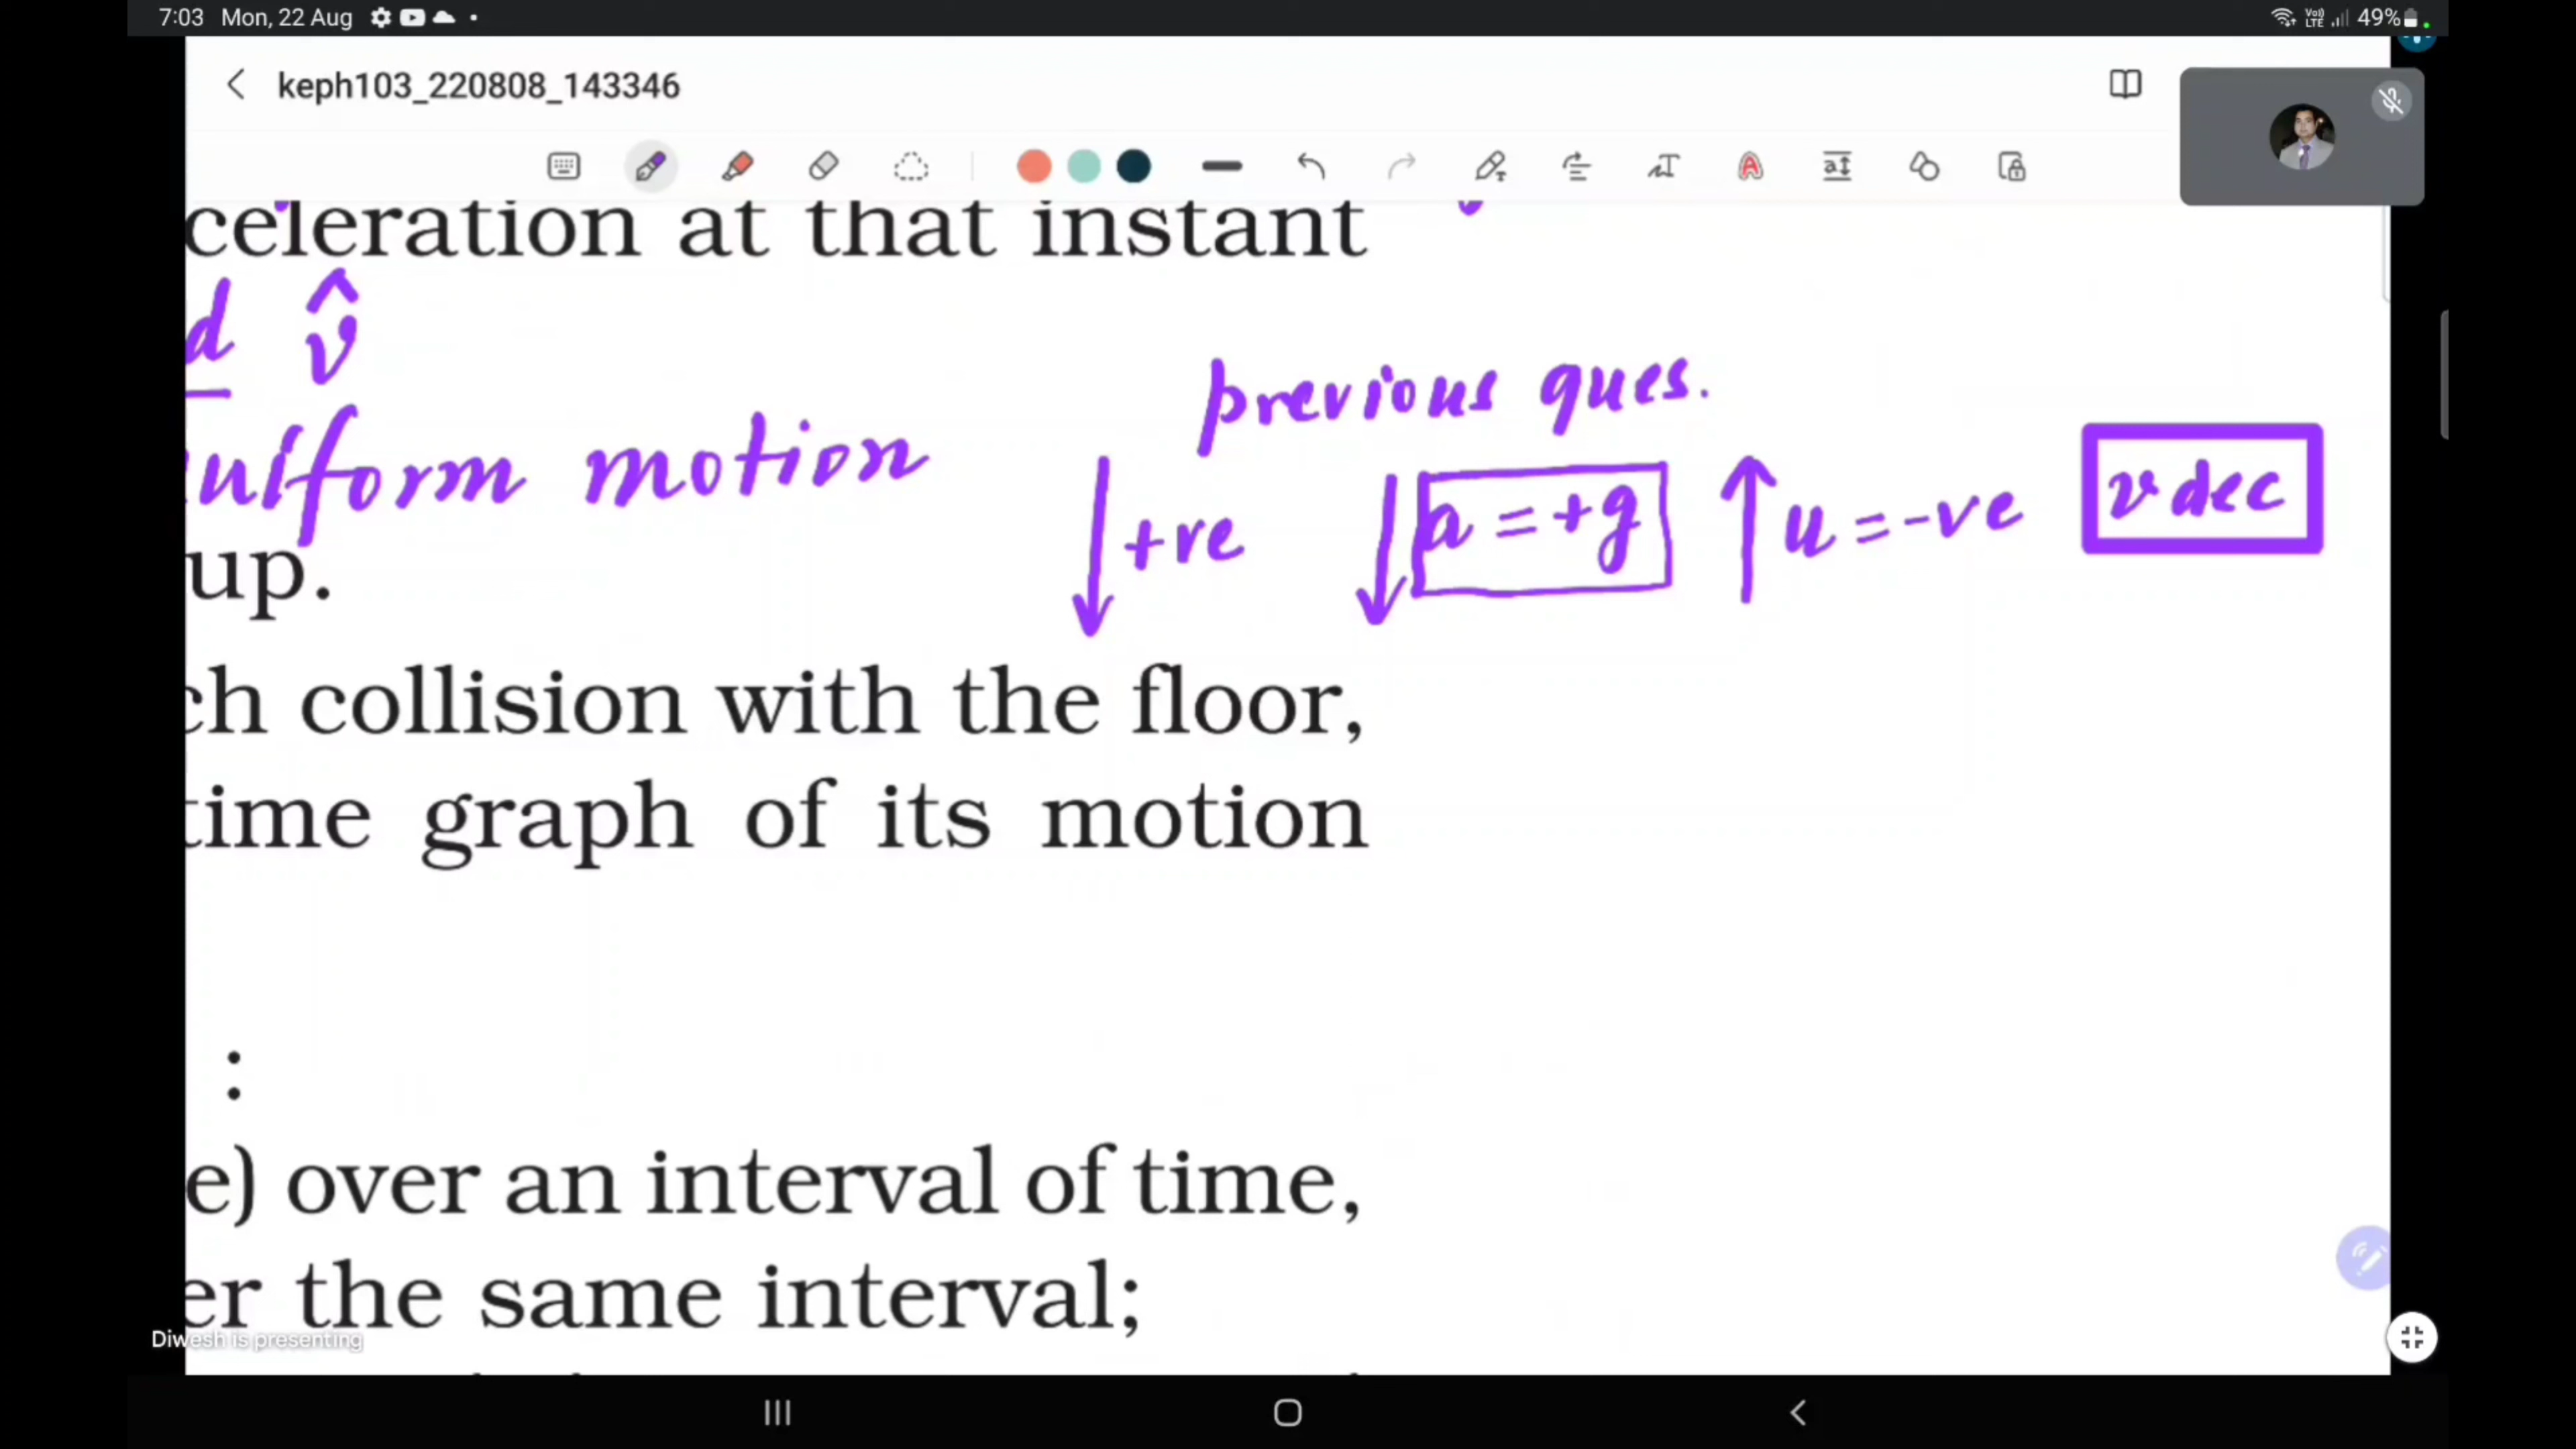 7:03 Mon, 22 Aug
Vo) LTE 49%
keph103_220808_143346
celeration at that instant
d v̂
uniform motion
previous ques.
+ve a = +g u = -ve v dec
up.
ch collision with the floor,
time graph of its motion
:
e) over an interval of time,
er the same interval;
Diwesh is presenting